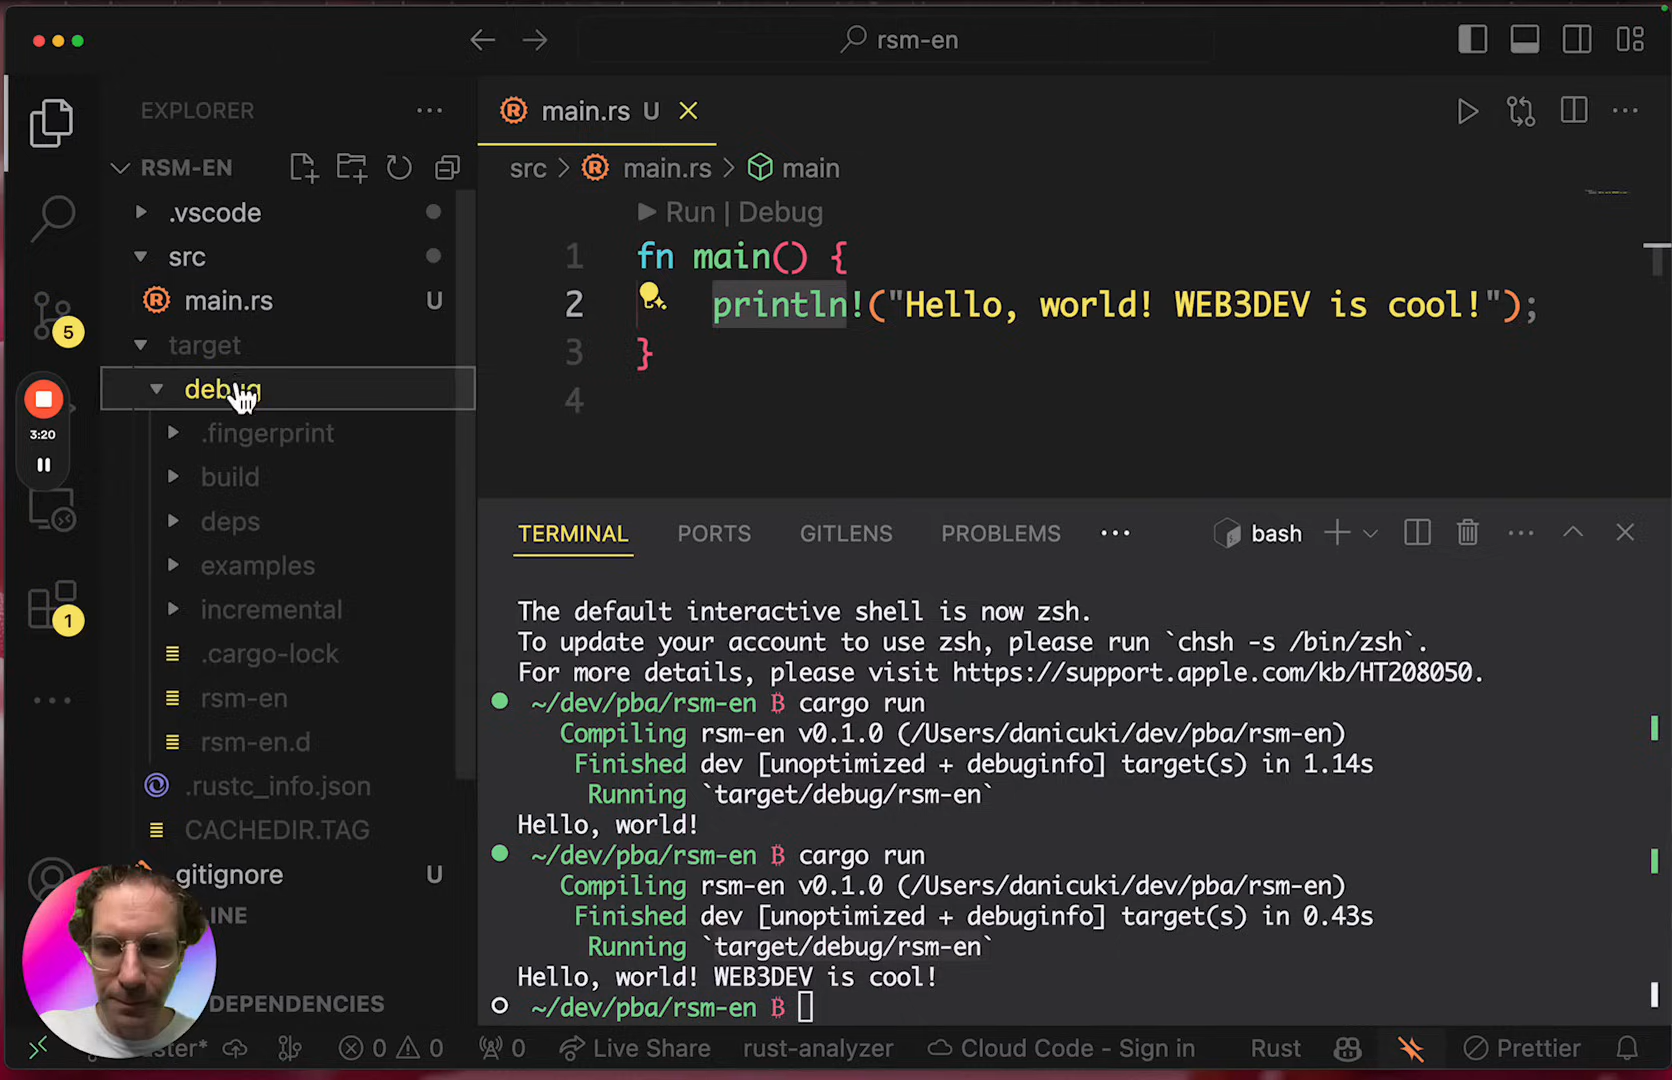 rsm-en
EXPLORER
RSM-EN
.vscode
src
main.rs U
target
debug
.fingerprint
build
deps
examples
incremental
.cargo-lock
rsm-en
rsm-en.d
.rustc_info.json
CACHEDIR.TAG
.gitignore U
DEPENDENCIES
5
3:20
1
main.rs U
src > main.rs > main
Run | Debug
1 fn main() {
2 println!("Hello, world! WEB3DEV is cool!");
3 }
4
TERMINAL PORTS GITLENS PROBLEMS ··· bash
The default interactive shell is now zsh.
To update your account to use zsh, please run `chsh -s /bin/zsh`.
For more details, please visit https://support.apple.com/kb/HT208050.
~/dev/pba/rsm-en ₿ cargo run
Compiling rsm-en v0.1.0 (/Users/danicuki/dev/pba/rsm-en)
Finished dev [unoptimized + debuginfo] target(s) in 1.14s
Running `target/debug/rsm-en`
Hello, world!
~/dev/pba/rsm-en ₿ cargo run
Compiling rsm-en v0.1.0 (/Users/danicuki/dev/pba/rsm-en)
Finished dev [unoptimized + debuginfo] target(s) in 0.43s
Running `target/debug/rsm-en`
Hello, world! WEB3DEV is cool!
~/dev/pba/rsm-en ₿
0 0 0 Live Share rust-analyzer Cloud Code - Sign in Rust Prettier